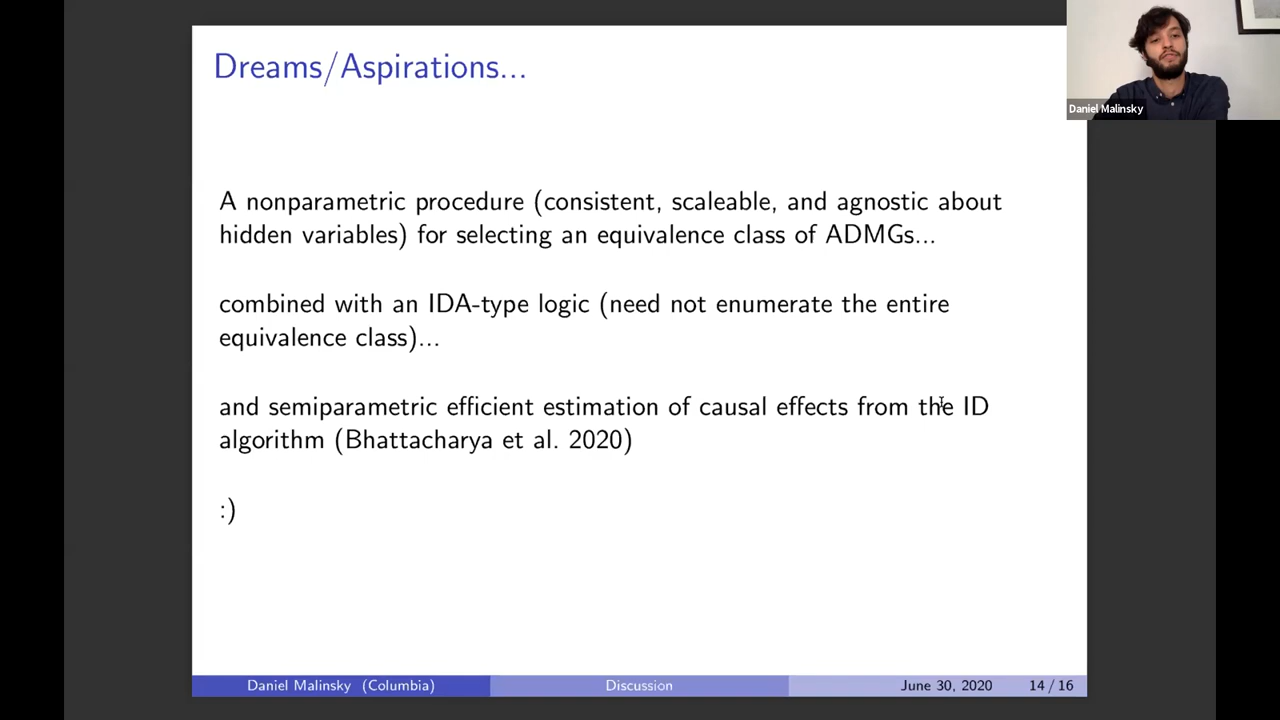 Dreams/Aspirations...
Daniel Malinsky
A nonparametric procedure (consistent, scaleable, and agnostic about
hidden variables) for selecting an equivalence class of ADMGs...
combined with an IDA-type logic (need not enumerate the entire
equivalence class)...
and semiparametric efficient estimation of causal effects from the ID
algorithm (Bhattacharya et al. 2020)
:)
Daniel Malinsky (Columbia) Discussion June 30, 2020 14 / 16